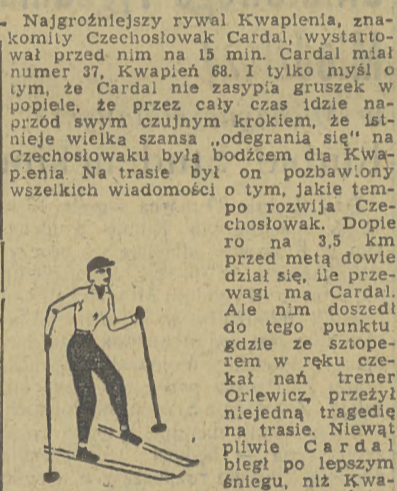 Najgroźniejszy rywal Kwaplenia, zna-
komity Czechosłowak Cardal, wystarto-
wał przed nim na 15 min. Cardal miał
numer 37, Kwapień 68. I tylko myśl o
tym, że Cardal nie zasypia gruszek w
popiele, że przez cały czas idzie na-
przód swym czujnym krokiem, że ist-
nieje wielka szansa „odegrania się" na
Czechosłowaku była bodźcem dla Kwa-
pienia. Na trasie był on pozbawiony
wszelkich wiadomości o tym, jakie tem-
po rozwija Cze-
chosłowak. Dopie
ro na 3,5 km
przed metą dowie
dział się, ile prze-
wagi ma Cardal.
Ale nim doszedł
do tego punktu
gdzie ze stope-
rem w ręku cze-
kał nań trener
Orlewicz, przeżył
niejedną tragedię
na trasie. Niewąt
pliwie Cardal
biegł po lepszym
śniegu, niż Kwa-